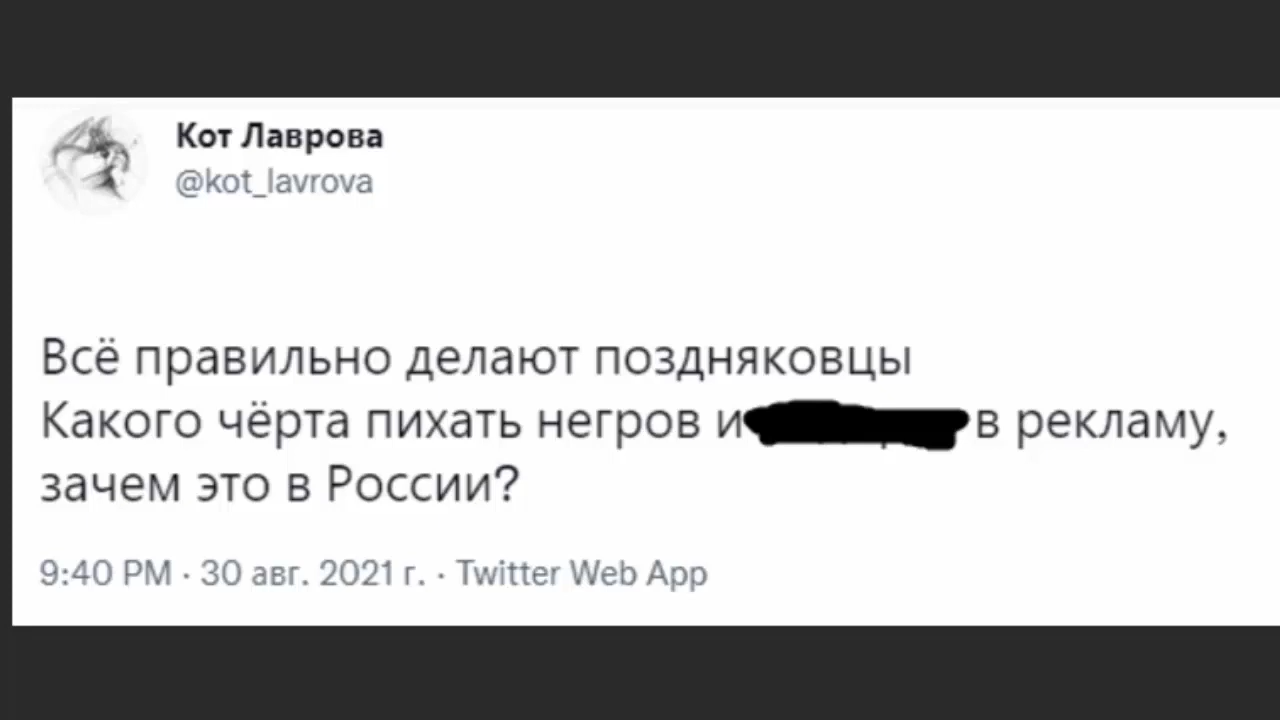 Кот Лаврова
@kot_lavrova
Всё правильно делают поздняковцы
Какого чёрта пихать негров и в рекламу,
зачем это в России?
9:40 PM · 30 авг. 2021 г. · Twitter Web App